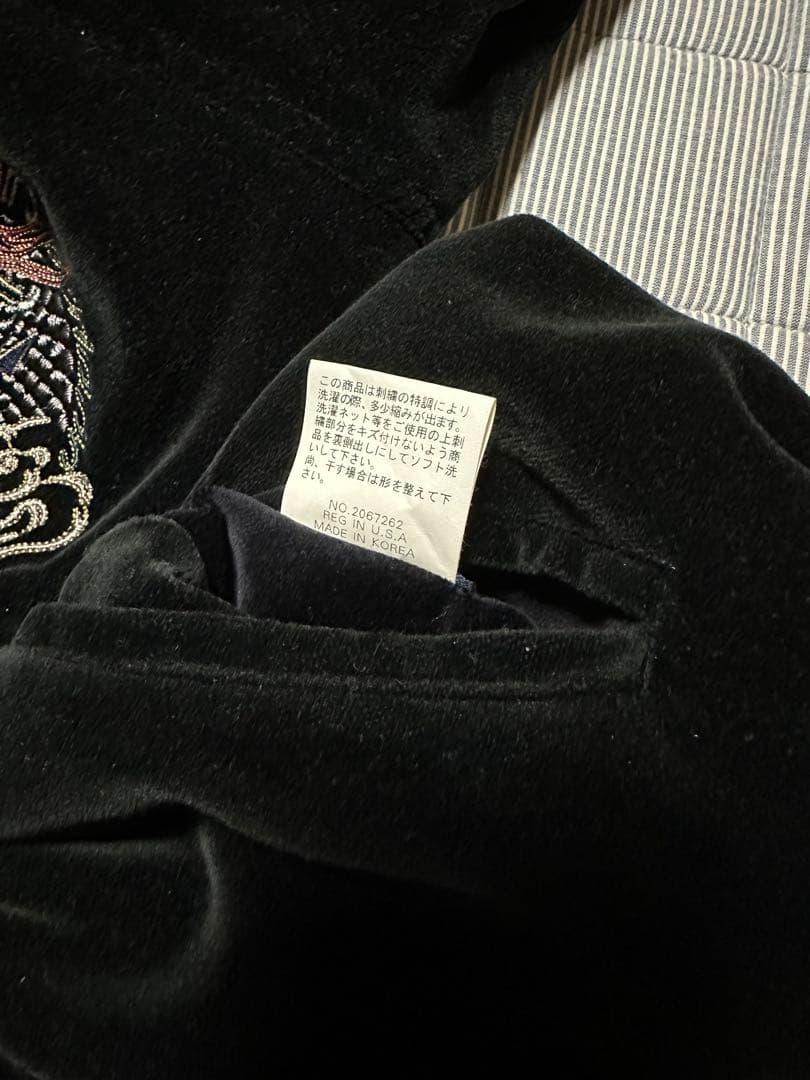 この商品は刺繍の特調により
洗濯の際、多少縮みが出ます。
洗濯ネット等をご使用の上刺
繍部分をキズ付けないよう商
品を裏側出しにしてソフト洗
いして下さい。
尚、干す場合は形を整えて下
さい。
NO.2067262
REG IN U.S.A
MADE IN KOREA